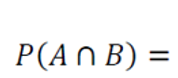 P(A ∩ B) =